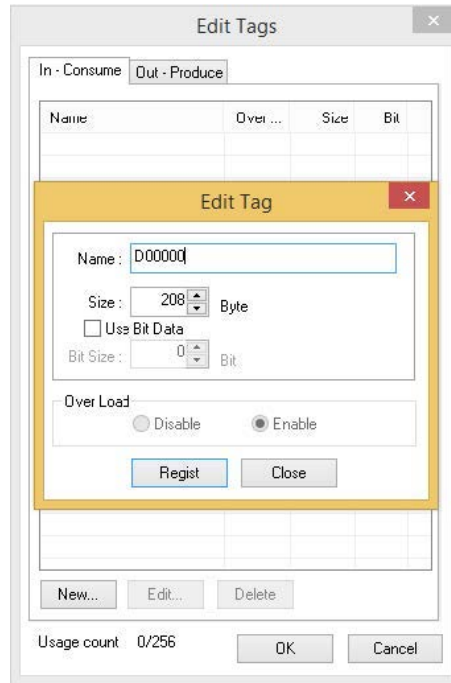 Edit Tags
In - Consume Out - Produce
Name Over ... Size Bit
Edit Tag
Name : D00000
Size : 208 Byte
Use Bit Data
Bit Size : 0 Bit
Over Load
Disable Enable
Regist Close
New... Edit... Delete
Usage count 0/256 OK Cancel